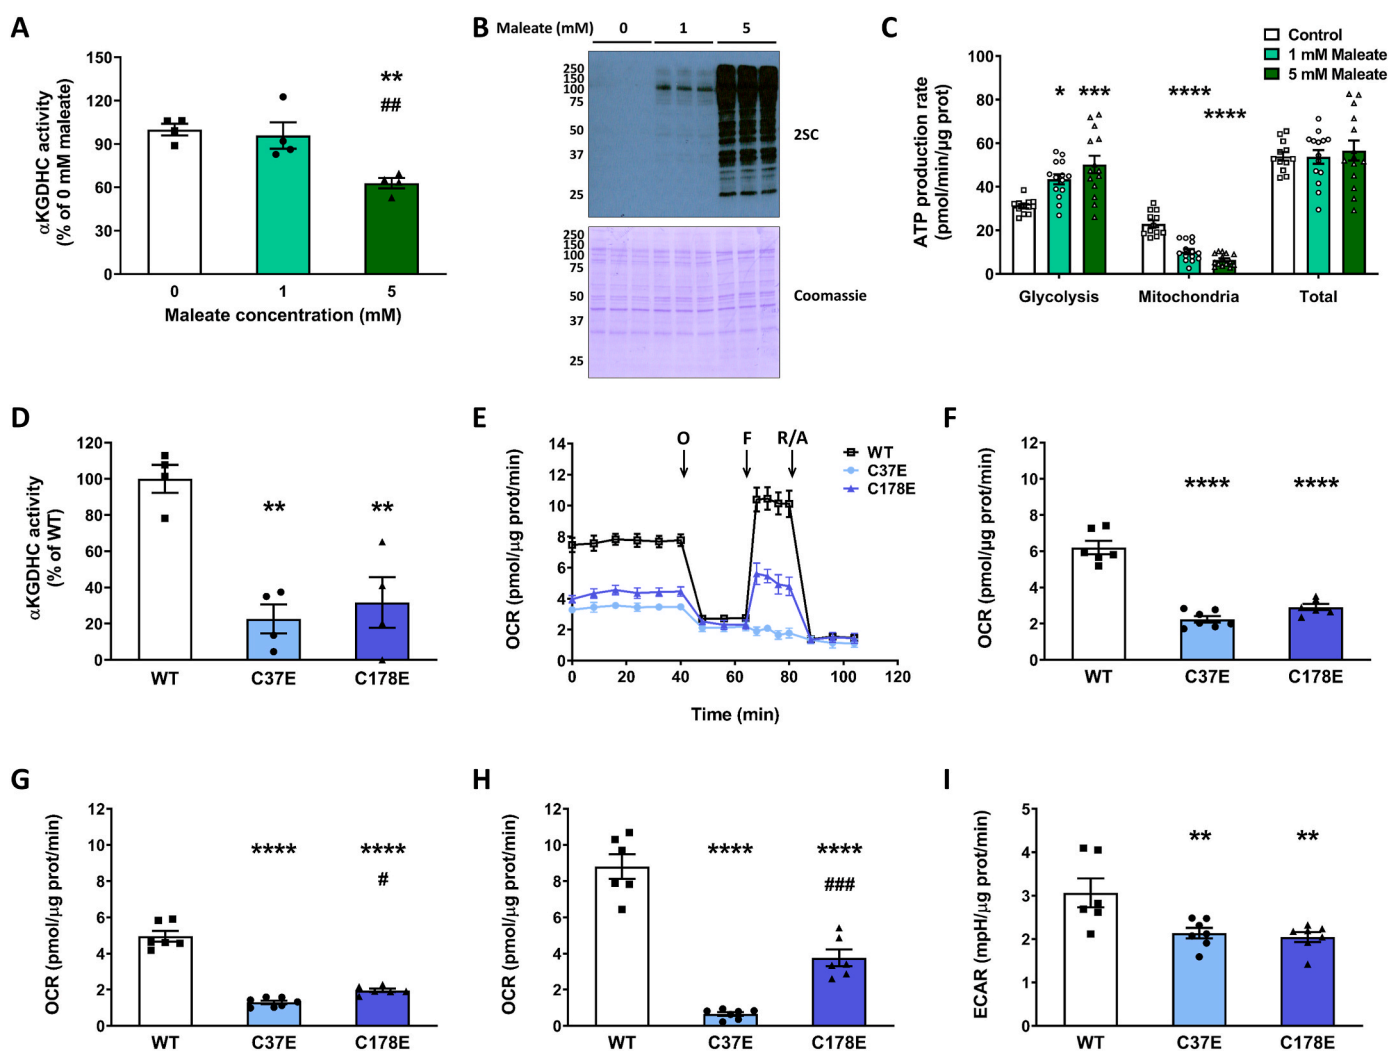 A
αKGDHC activity
(% of 0 mM maleate)
150
120
90
60
30
0
**
##
0 1 5
Maleate concentration (mM)
B
Maleate (mM) 0 1 5
250
150
100
75
50
37
25
2SC
250
150
100
75
50
37
25
Coomassie
C
Control
1 mM Maleate
5 mM Maleate
ATP production rate
(pmol/min/µg prot)
100
80
60
40
20
0
* *** ****
****
Glycolysis Mitochondria Total
D
αKGDHC activity
(% of WT)
120
100
80
60
40
20
0
** **
WT C37E C178E
E
OCR (pmol/µg prot/min)
14
12
10
8
6
4
2
0
O F R/A
WT
C37E
C178E
0 20 40 60 80 100 120
Time (min)
F
OCR (pmol/µg prot/min)
12
10
8
6
4
2
0
**** ****
WT C37E C178E
G
OCR (pmol/µg prot/min)
12
10
8
6
4
2
0
**** ****
#
WT C37E C178E
H
OCR (pmol/µg prot/min)
12
10
8
6
4
2
0
**** ****
###
WT C37E C178E
I
ECAR (mpH/µg prot/min)
5
4
3
2
1
0
** **
WT C37E C178E